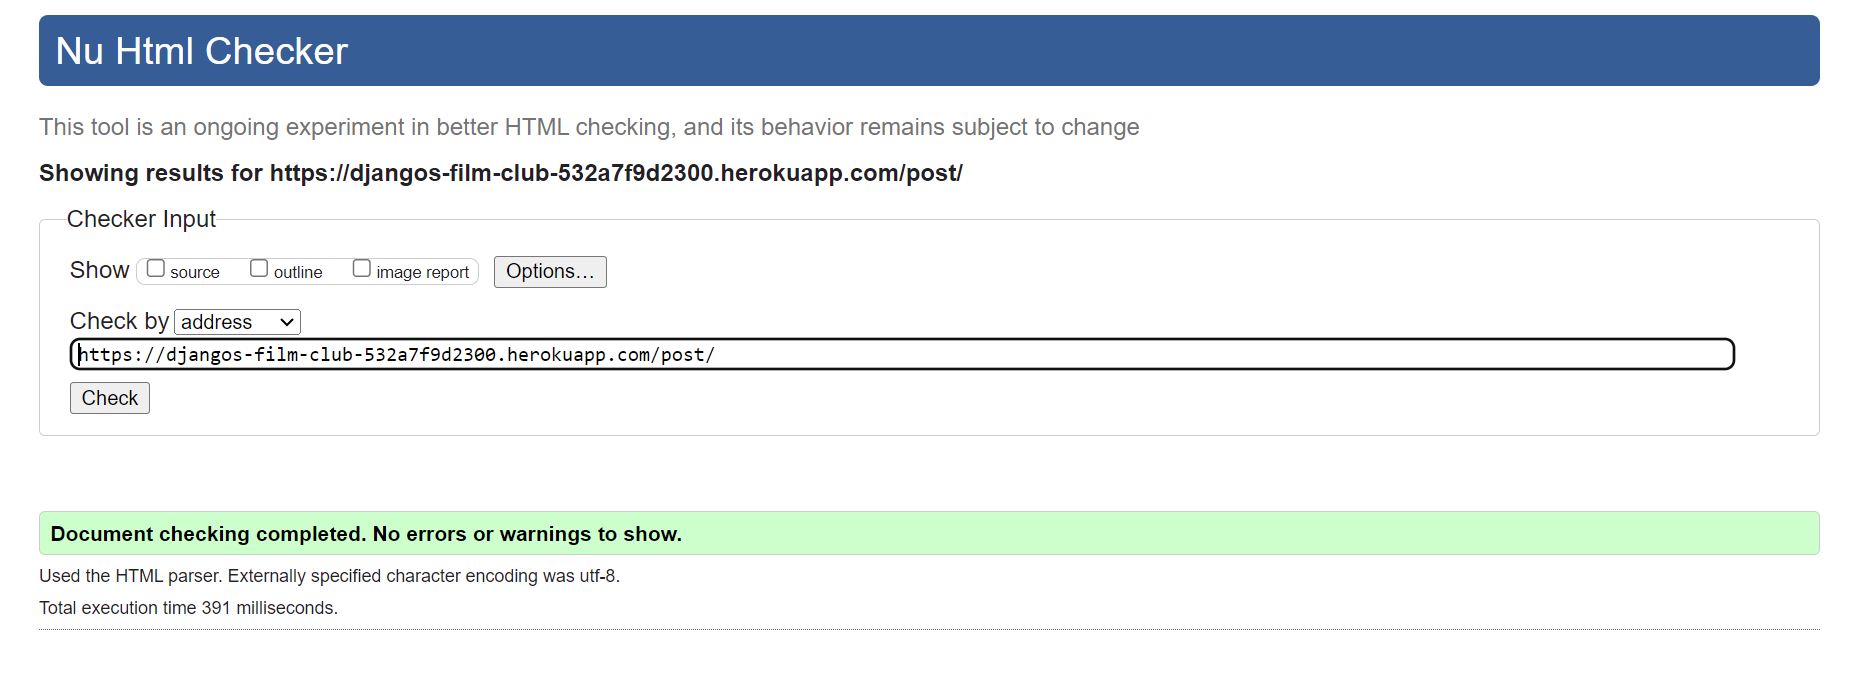 Nu Html Checker
This tool is an ongoing experiment in better HTML checking, and its behavior remains subject to change
Showing results for https://djangos-film-club-532a7f9d2300.herokuapp.com/post/
Checker Input
Show source outline image report Options...
Check by address
https://djangos-film-club-532a7f9d2300.herokuapp.com/post/
Check
Document checking completed. No errors or warnings to show.
Used the HTML parser. Externally specified character encoding was utf-8.
Total execution time 391 milliseconds.